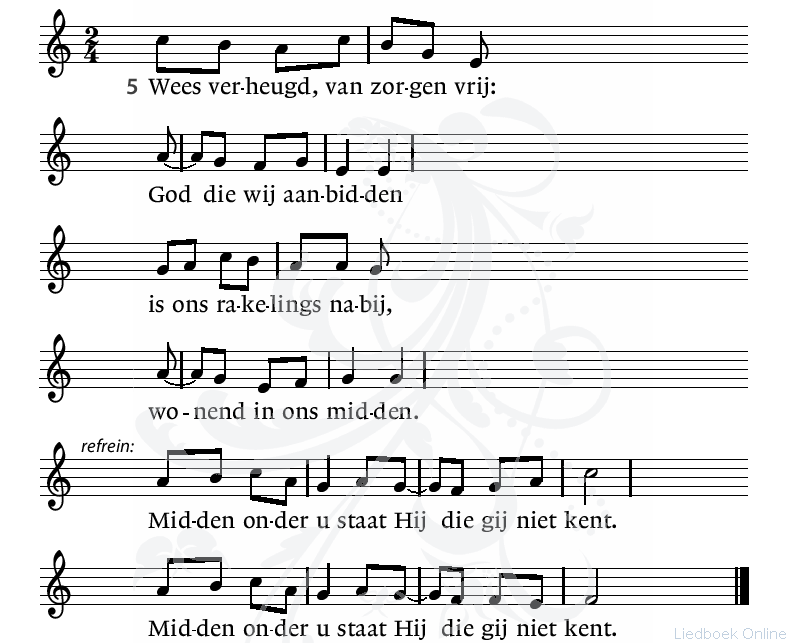 2 4
5 Wees ver-heugd, van zor-gen vrij:
God die wij aan-bid-den
is ons ra-ke-lings na-bij,
wo-nend in ons mid-den.
refrein:
Mid-den on-der u staat Hij die gij niet kent.
Mid-den on-der u staat Hij die gij niet kent.
Liedboek Online